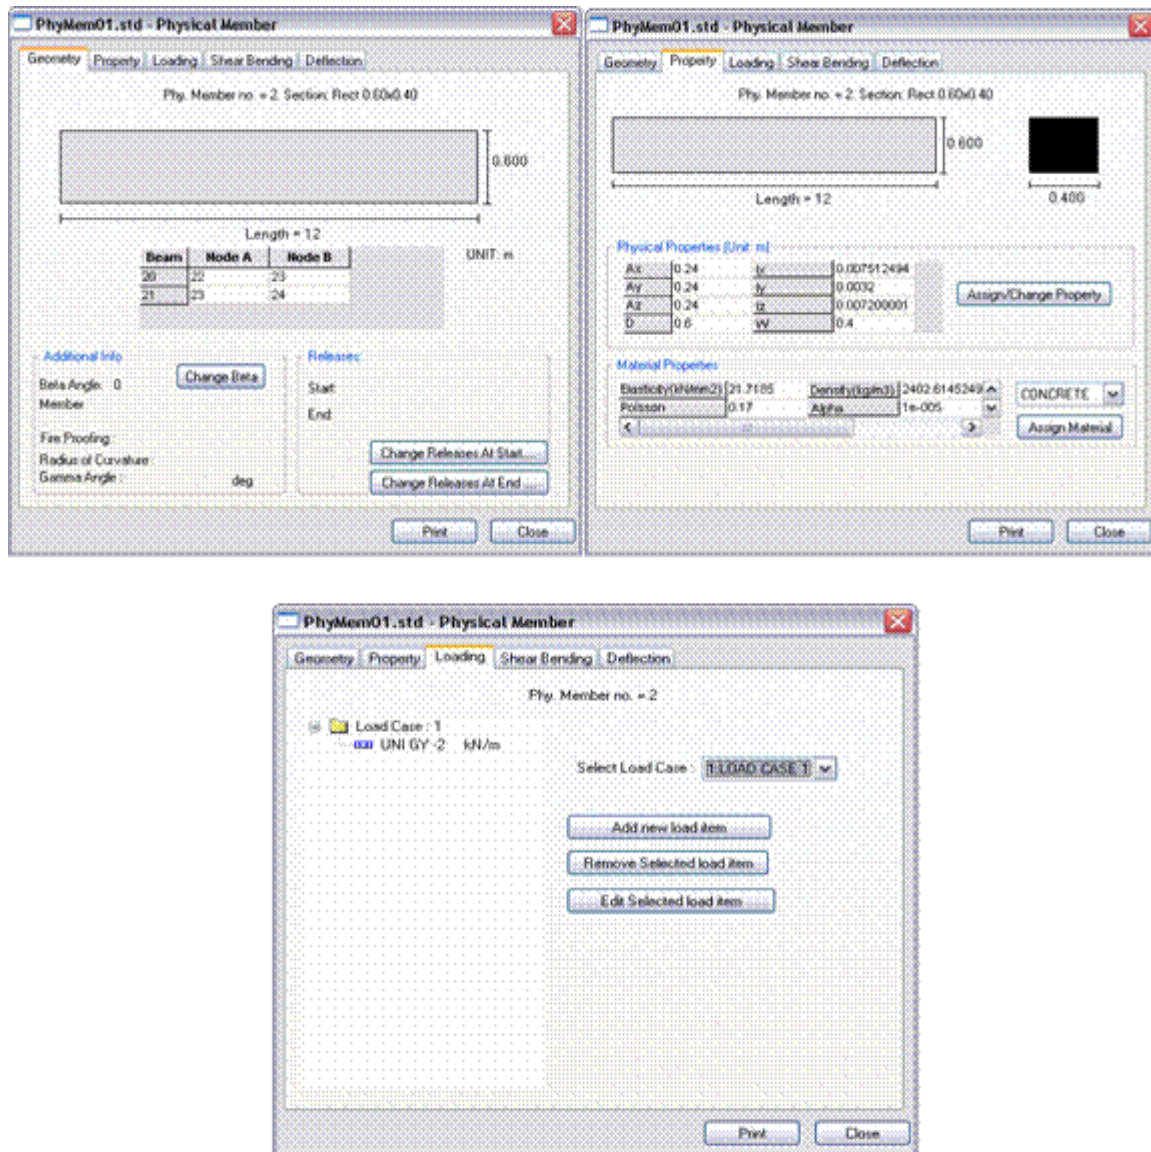 PhyMem01.std - Physical Member
Geometry Property Loading Shear Bending Deflection
Phy. Member no. = 2. Section: Rect 0.60x0.40
0.600
Length = 12
UNIT: m
Beam Node A Node B
20 22 23
21 23 24
Additional Info
Beta Angle: 0
Change Beta
Member
Fire Proofing :
Radius of Curvature :
Gamma Angle : deg
Releases:
Start:
End:
Change Releases At Start....
Change Releases At End ....
Print Close
PhyMem01.std - Physical Member
Geometry Property Loading Shear Bending Deflection
Phy. Member no. = 2. Section: Rect 0.60x0.40
0.600
Length = 12
0.400
Physical Properties (Unit: m)
Ax 0.24 Ix 0.007512494
Ay 0.24 Iy 0.0032
Az 0.24 Iz 0.007200001
D 0.6 W 0.4
Assign/Change Property
Material Properties
Elasticity(kN/mm2) 21.7185 Density(kg/m3) 2402.6145249
Poisson 0.17 Alpha 1e-005
CONCRETE
Assign Material
Print Close
PhyMem01.std - Physical Member
Geometry Property Loading Shear Bending Deflection
Phy. Member no. = 2
Load Case : 1
UNI GY -2 kN/m
Select Load Case : 1 LOAD CASE 1
Add new load item
Remove Selected load item
Edit Selected load item
Print Close